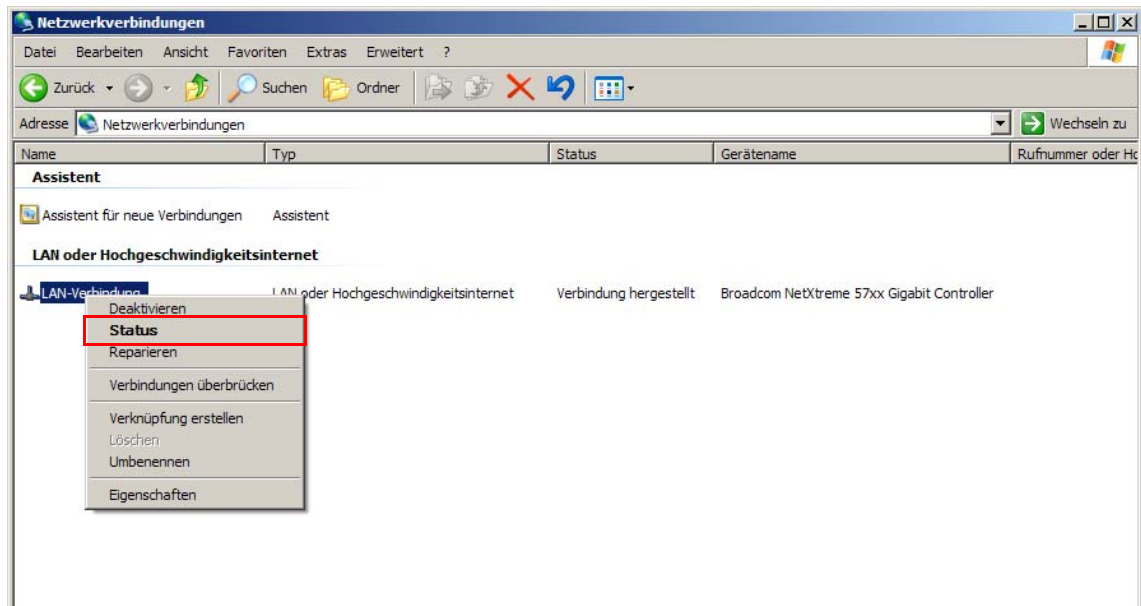 Netzwerkverbindungen
Datei Bearbeiten Ansicht Favoriten Extras Erweitert ?
Zurück Suchen Ordner
Adresse Netzwerkverbindungen Wechseln zu
Name Typ Status Gerätename Rufnummer oder Ho
Assistent
Assistent für neue Verbindungen Assistent
LAN oder Hochgeschwindigkeitsinternet
LAN-Verbindung LAN oder Hochgeschwindigkeitsinternet Verbindung hergestellt Broadcom NetXtreme 57xx Gigabit Controller
Deaktivieren
Status
Reparieren
Verbindungen überbrücken
Verknüpfung erstellen
Löschen
Umbenennen
Eigenschaften